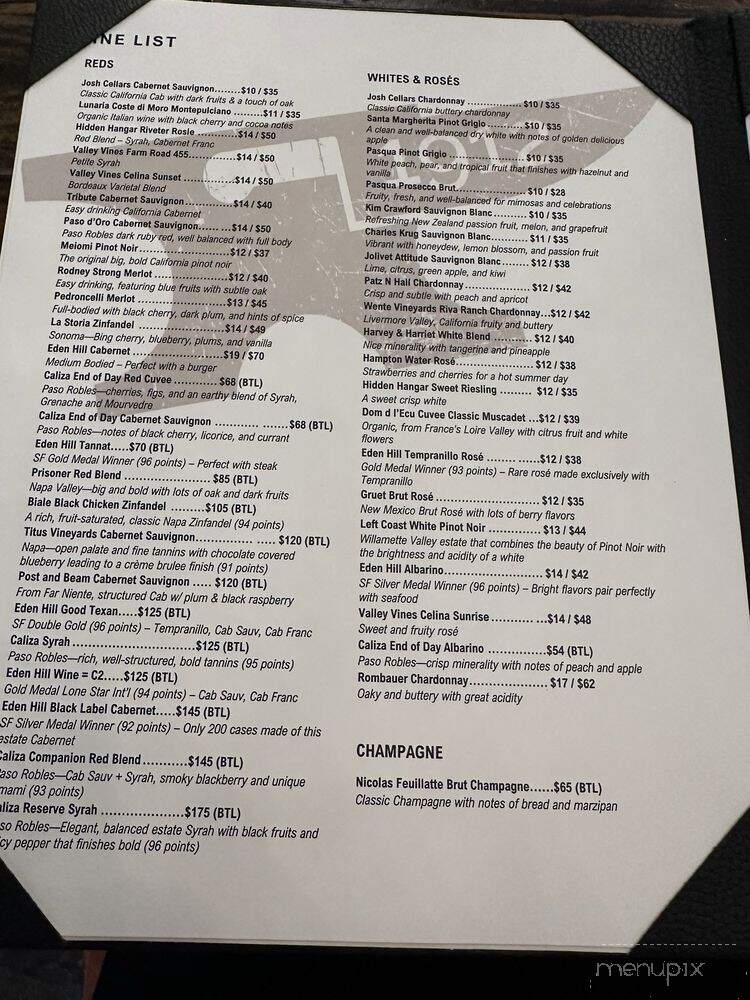 INE LIST
REDS
Josh Cellars Cabernet Sauvignon........$10 / $35
Classic California Cab with dark fruits & a touch of oak
Lunaria Coste di Moro Montepulciano ........$11 / $35
Organic Italian wine with black cherry and cocoa notes
Hidden Hangar Riveter Rosie ...........$14 / $50
Red Blend – Syrah, Cabernet Franc
Valley Vines Farm Road 455............$14 / $50
Petite Syrah
Valley Vines Celina Sunset ..............$14 / $50
Bordeaux Varietal Blend
Tribute Cabernet Sauvignon .............$14 / $40
Easy drinking California Cabernet
Paso d'Oro Cabernet Sauvignon...... ...$14 / $50
Paso Robles dark ruby red, well balanced with full body
Meiomi Pinot Noir ....................$12 / $37
The original big, bold California pinot noir
Rodney Strong Merlot ....................$12 / $40
Easy drinking, featuring blue fruits with subtle oak
Pedroncelli Merlot ......................$13 / $45
Full-bodied with black cherry, dark plum, and hints of spice
La Storia Zinfandel .......................$14 / $49
Sonoma—Bing cherry, blueberry, plums, and vanilla
Eden Hill Cabernet .......................$19 / $70
Medium Bodied – Perfect with a burger
Caliza End of Day Red Cuvee ...........$68 (BTL)
Paso Robles—cherries, figs, and an earthy blend of Syrah,
Grenache and Mourvedre
Caliza End of Day Cabernet Sauvignon ........... .......$68 (BTL)
Paso Robles—notes of black cherry, licorice, and currant
Eden Hill Tannat....$70 (BTL)
SF Gold Medal Winner (96 points) – Perfect with steak
Prisoner Red Blend ....................... $85 (BTL)
Napa Valley—big and bold with lots of oak and dark fruits
Biale Black Chicken Zinfandel .........$105 (BTL)
A rich, fruit-saturated, classic Napa Zinfandel (94 points)
Titus Vineyards Cabernet Sauvignon.............. ..... $120 (BTL)
Napa—open palate and fine tannins with chocolate covered
blueberry leading to a crème brulee finish (91 points)
Post and Beam Cabernet Sauvignon ..... $120 (BTL)
From Far Niente, structured Cab w/ plum & black raspberry
Eden Hill Good Texan....$125 (BTL)
SF Double Gold (96 points) – Tempranillo, Cab Sauv, Cab Franc
Caliza Syrah ..............................$125 (BTL)
Paso Robles—rich, well-structured, bold tannins (95 points)
Eden Hill Wine = C2....$125 (BTL)
Gold Medal Lone Star Int'l (94 points) – Cab Sauv, Cab Franc
Eden Hill Black Label Cabernet....$145 (BTL)
SF Silver Medal Winner (92 points) – Only 200 cases made of this
estate Cabernet
Caliza Companion Red Blend...........$145 (BTL)
Paso Robles—Cab Sauv + Syrah, smoky blackberry and unique
mami (93 points)
aliza Reserve Syrah ....................$175 (BTL)
so Robles—Elegant, balanced estate Syrah with black fruits and
icy pepper that finishes bold (96 points)
WHITES & ROSÉS
Josh Cellars Chardonnay ................. $10 / $35
Classic California buttery chardonnay
Santa Margherita Pinot Grigio ........... $10 / $35
A clean and well-balanced dry white with notes of golden delicious
apple
Pasqua Pinot Grigio ........................ $10 / $35
White peach, pear, and tropical fruit that finishes with hazelnut and
vanilla
Pasqua Prosecco Brut....................... $10 / $28
Fruity, fresh, and well-balanced for mimosas and celebrations
Kim Crawford Sauvignon Blanc........... $10 / $35
Refreshing New Zealand passion fruit, melon, and grapefruit
Charles Krug Sauvignon Blanc............ $11 / $35
Vibrant with honeydew, lemon blossom, and passion fruit
Jolivet Attitude Sauvignon Blanc ........ $12 / $38
Lime, citrus, green apple, and kiwi
Patz N Hall Chardonnay.................... $12 / $42
Crisp and subtle with peach and apricot
Wente Vineyards Riva Ranch Chardonnay...$12 / $42
Livermore Valley, California fruity and buttery
Harvey & Harriet White Blend ........... $12 / $40
Nice minerality with tangerine and pineapple
Hampton Water Rosé....................... $12 / $38
Strawberries and cherries for a hot summer day
Hidden Hangar Sweet Riesling ......... $12 / $35
A sweet crisp white
Dom d l'Ecu Cuvee Classic Muscadet ...$12 / $39
Organic, from France's Loire Valley with citrus fruit and white
flowers
Eden Hill Tempranillo Rosé ....... ......$12 / $38
Gold Medal Winner (93 points) – Rare rosé made exclusively with
Tempranillo
Gruet Brut Rosé ............................ $12 / $35
New Mexico Brut Rosé with lots of berry flavors
Left Coast White Pinot Noir .............. $13 / $44
Willamette Valley estate that combines the beauty of Pinot Noir with
the brightness and acidity of a white
Eden Hill Albarino......................... $14 / $42
SF Silver Medal Winner (96 points) – Bright flavors pair perfectly
with seafood
Valley Vines Celina Sunrise ........... ...$14 / $48
Sweet and fruity rosé
Caliza End of Day Albarino ...............$54 (BTL)
Paso Robles—crisp minerality with notes of peach and apple
Rombauer Chardonnay.................... $17 / $62
Oaky and buttery with great acidity
CHAMPAGNE
Nicolas Feuillatte Brut Champagne......$65 (BTL)
Classic Champagne with notes of bread and marzipan
menupix